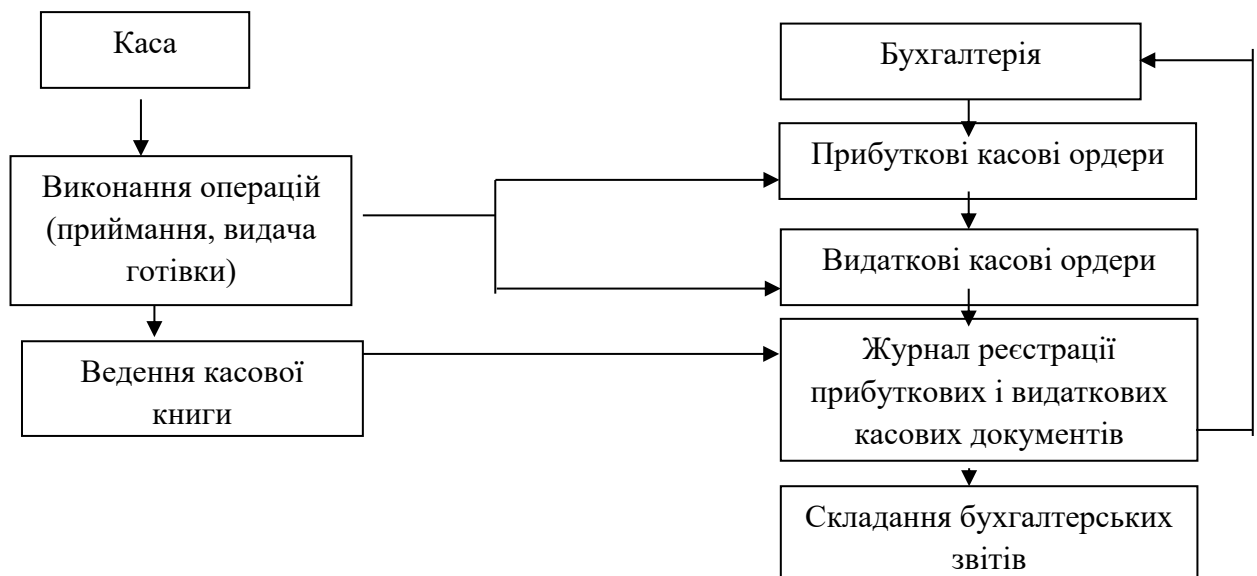 Каса
Виконання операцій
(приймання, видача
готівки)
Ведення касової
книги
Бухгалтерія
Прибуткові касові ордери
Видаткові касові ордери
Журнал реєстрації
прибуткових і видаткових
касових документів
Складання бухгалтерських
звітів